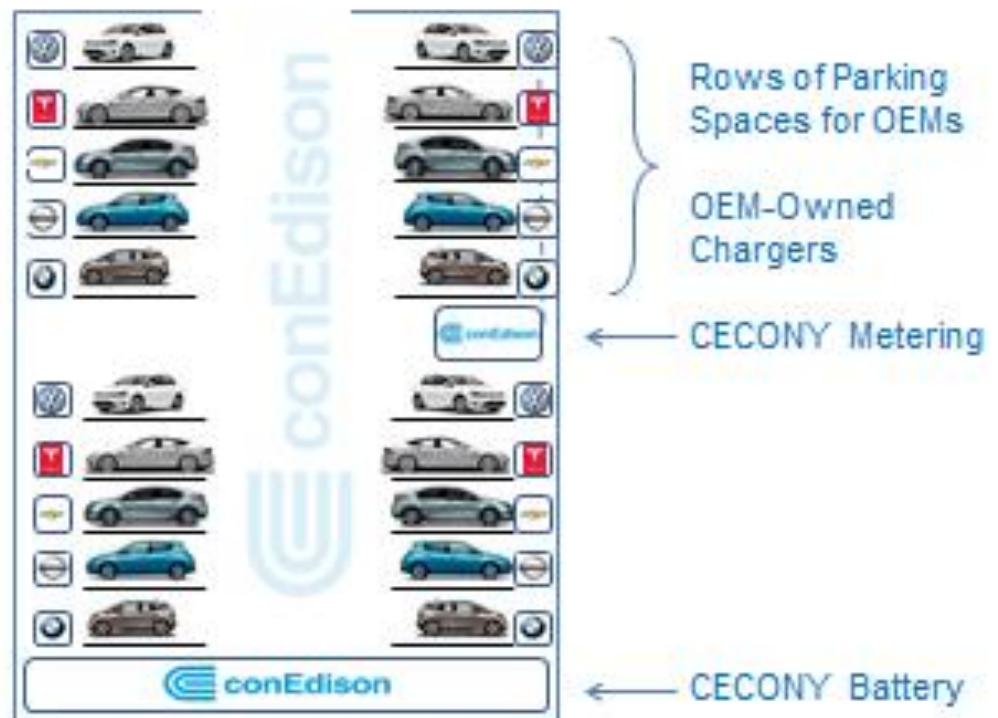 Rows of Parking
Spaces for OEMs
OEM-Owned
Chargers
conEdison
conEdison
CECONY Metering
conEdison
CECONY Battery